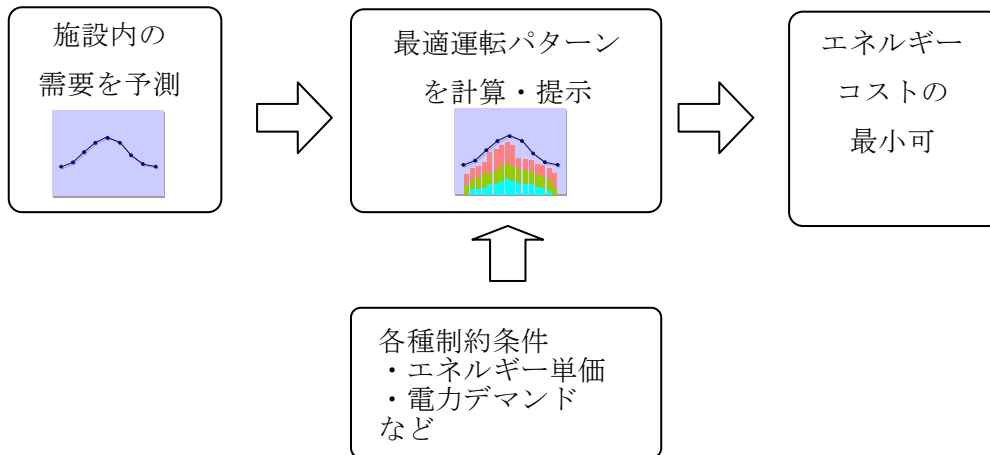 施設内の
需要を予測
最適運転パターン
を計算・提示
エネルギー
コストの
最小可
各種制約条件
・エネルギー単価
・電力デマンド
など